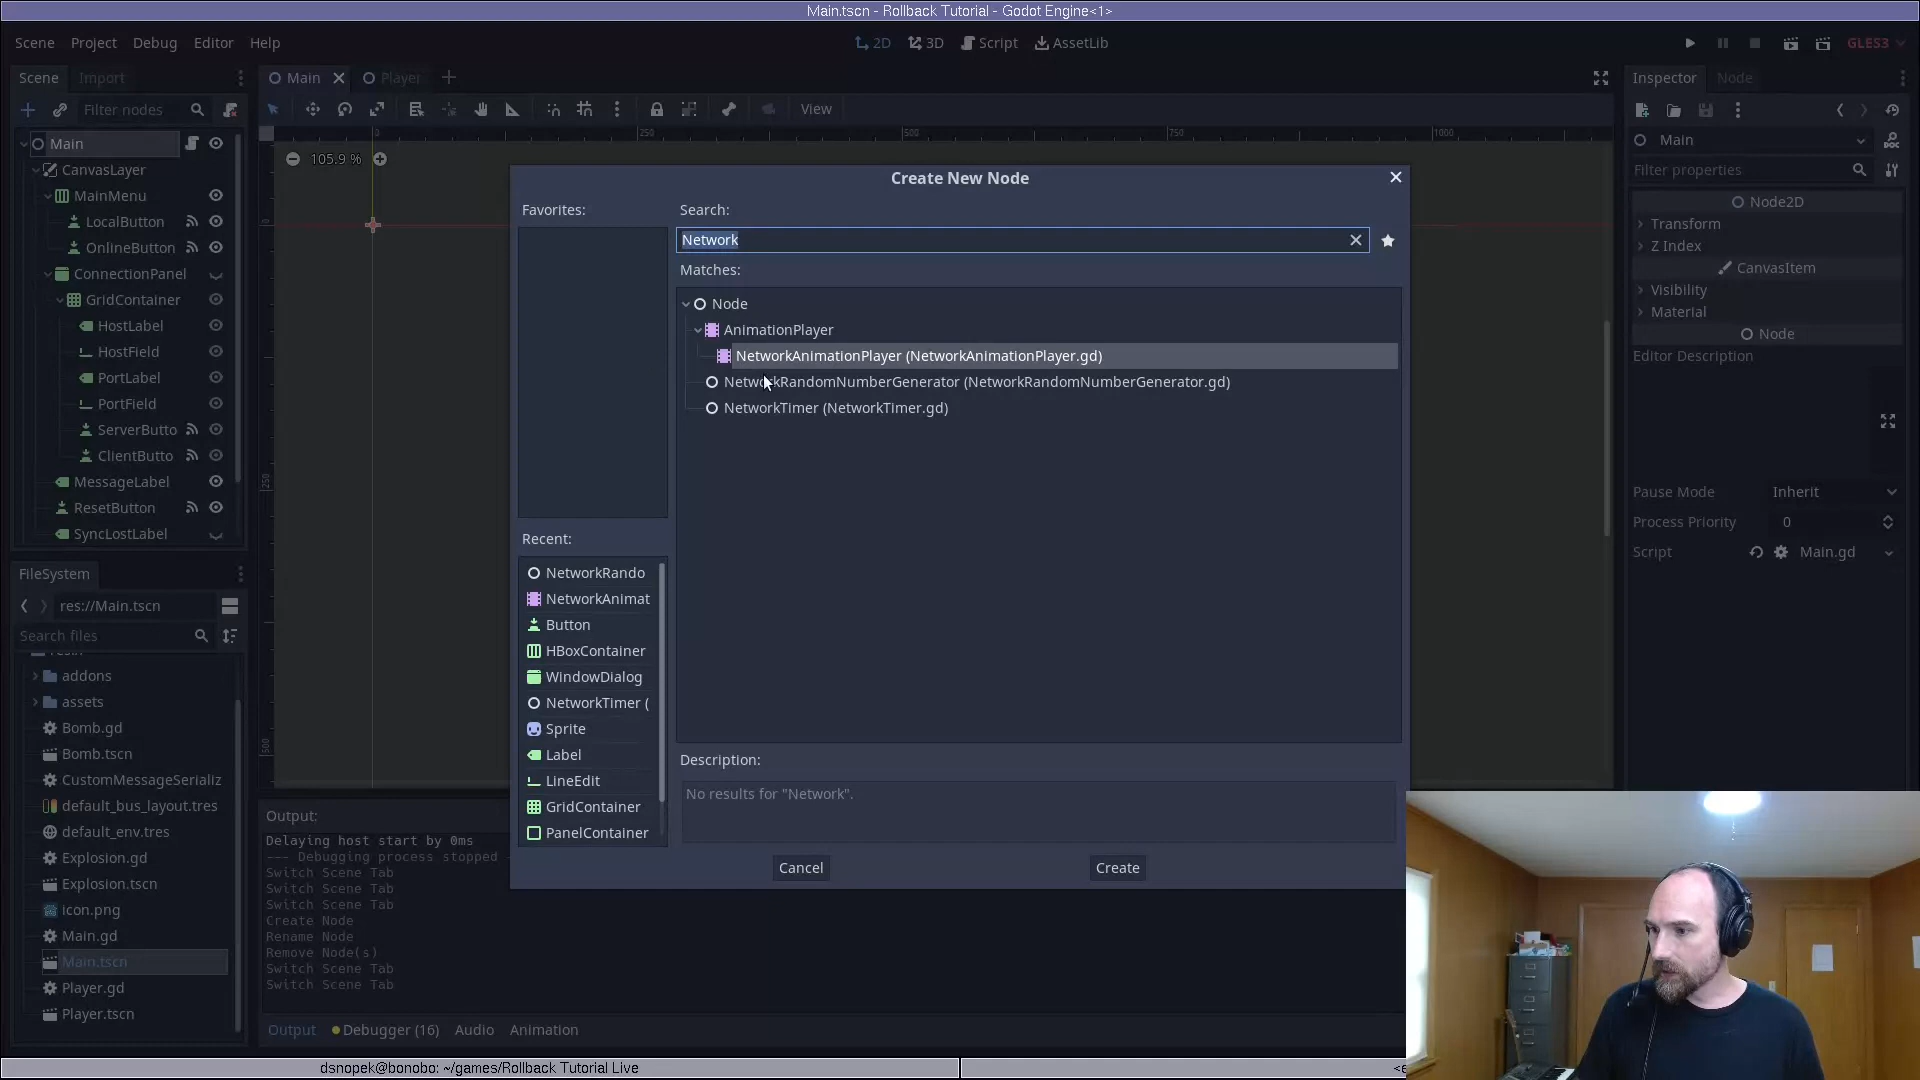 Main.tscn - Rollback Tutorial - Godot Engine<1>
Scene Project Debug Editor Help
2D 3D Script AssetLib
GLES3
Scene Import
Main Player
Inspector Node
Filter nodes
View
Main
Filter properties
Node2D
Transform
Z Index
CanvasItem
Visibility
Material
Node
Editor Description
Pause Mode Inherit
Process Priority 0
Script Main.gd
Main
CanvasLayer
MainMenu
LocalButton
OnlineButton
ConnectionPanel
GridContainer
HostLabel
HostField
PortLabel
PortField
ServerButto
ClientButto
MessageLabel
ResetButton
SyncLostLabel
0 250 500 750 1000
105.9 %
250
500
Create New Node
Favorites:
Search:
Network
Matches:
Node
AnimationPlayer
NetworkAnimationPlayer (NetworkAnimationPlayer.gd)
NetworkRandomNumberGenerator (NetworkRandomNumberGenerator.gd)
NetworkTimer (NetworkTimer.gd)
Recent:
NetworkRando
NetworkAnimat
Button
HBoxContainer
WindowDialog
NetworkTimer (
Sprite
Label
LineEdit
GridContainer
PanelContainer
Description:
No results for "Network".
Cancel Create
FileSystem
res://Main.tscn
Search files
addons
assets
Bomb.gd
Bomb.tscn
CustomMessageSerializ
default_bus_layout.tres
default_env.tres
Explosion.gd
Explosion.tscn
icon.png
Main.gd
Main.tscn
Player.gd
Player.tscn
Output:
Delaying host start by 0ms
--- Debugging process stopped
Switch Scene Tab
Switch Scene Tab
Switch Scene Tab
Create Node
Rename Node
Remove Node(s)
Switch Scene Tab
Switch Scene Tab
Output Debugger (16) Audio Animation
dsnopek@bonobo: ~/games/Rollback Tutorial Live